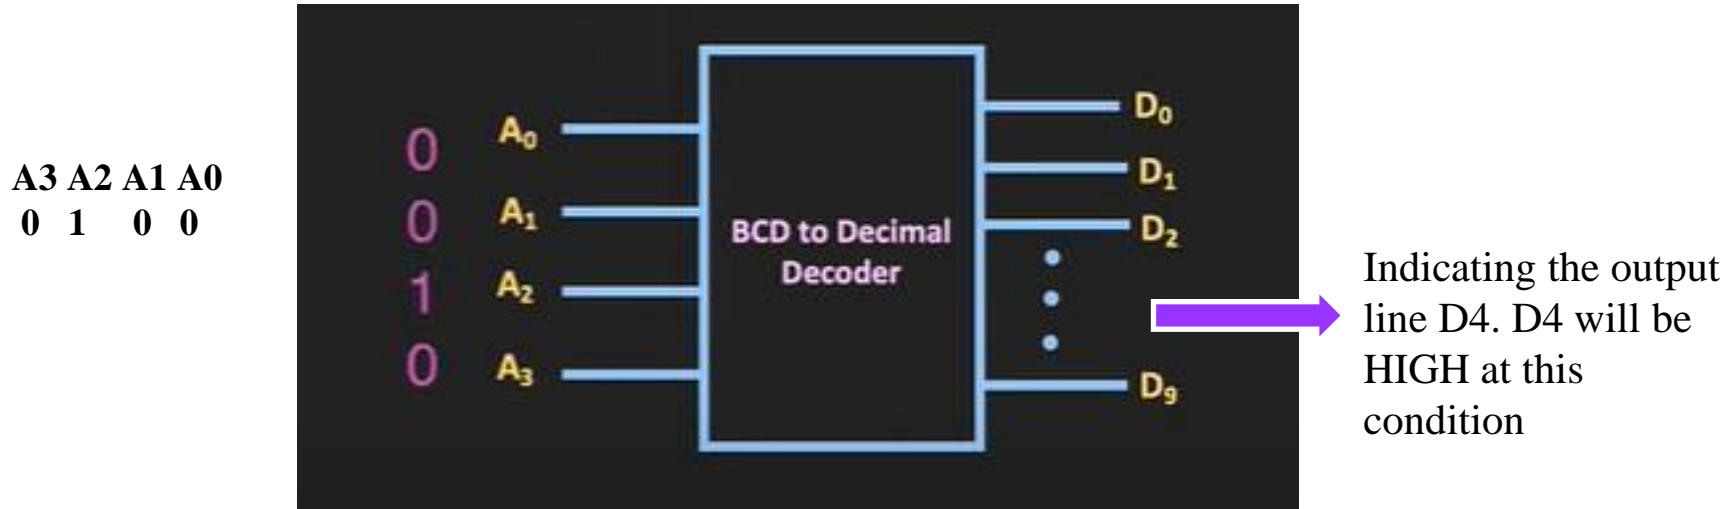 A3 A2 A1 A0
0 1 0 0
0 A₀
0 A₁
1 A₂
0 A₃
BCD to Decimal
Decoder
D₀
D₁
D₂
D₉
Indicating the output
line D4. D4 will be
HIGH at this
condition